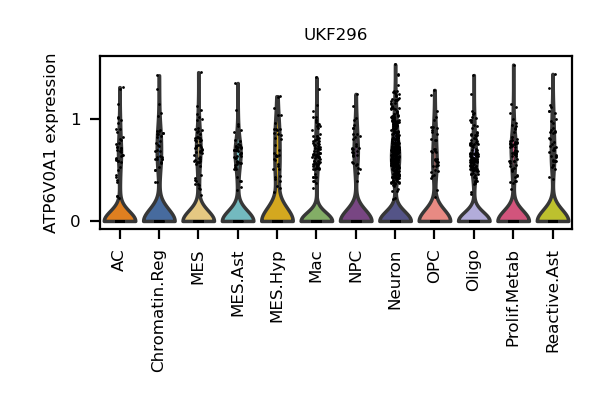 UKF296
ATP6V0A1 expression
1
0
AC
Chromatin.Reg
MES
MES.Ast
MES.Hyp
Mac
NPC
Neuron
OPC
Oligo
Prolif.Metab
Reactive.Ast